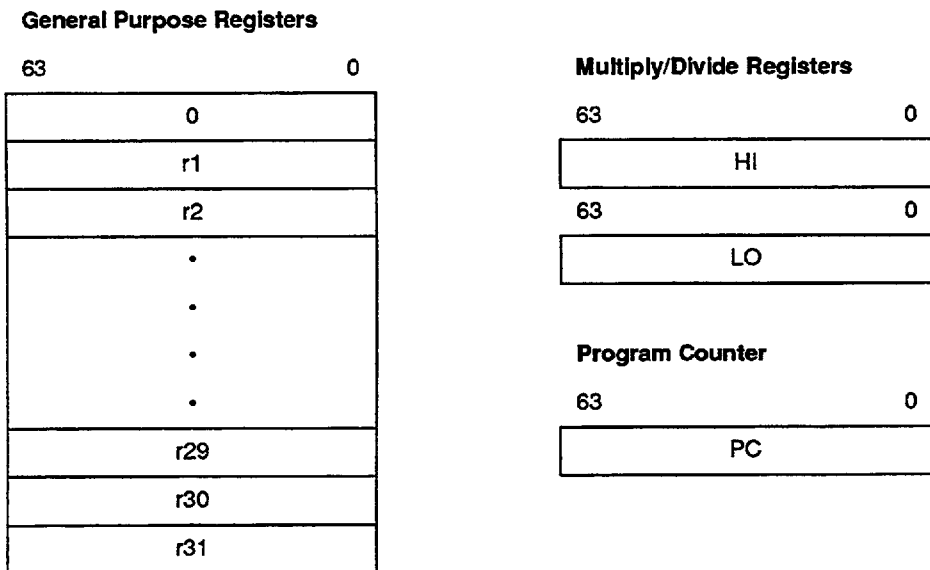 General Purpose Registers
63 0
0
r1
r2
r29
r30
r31
Multiply/Divide Registers
63 0
HI
63 0
LO
Program Counter
63 0
PC